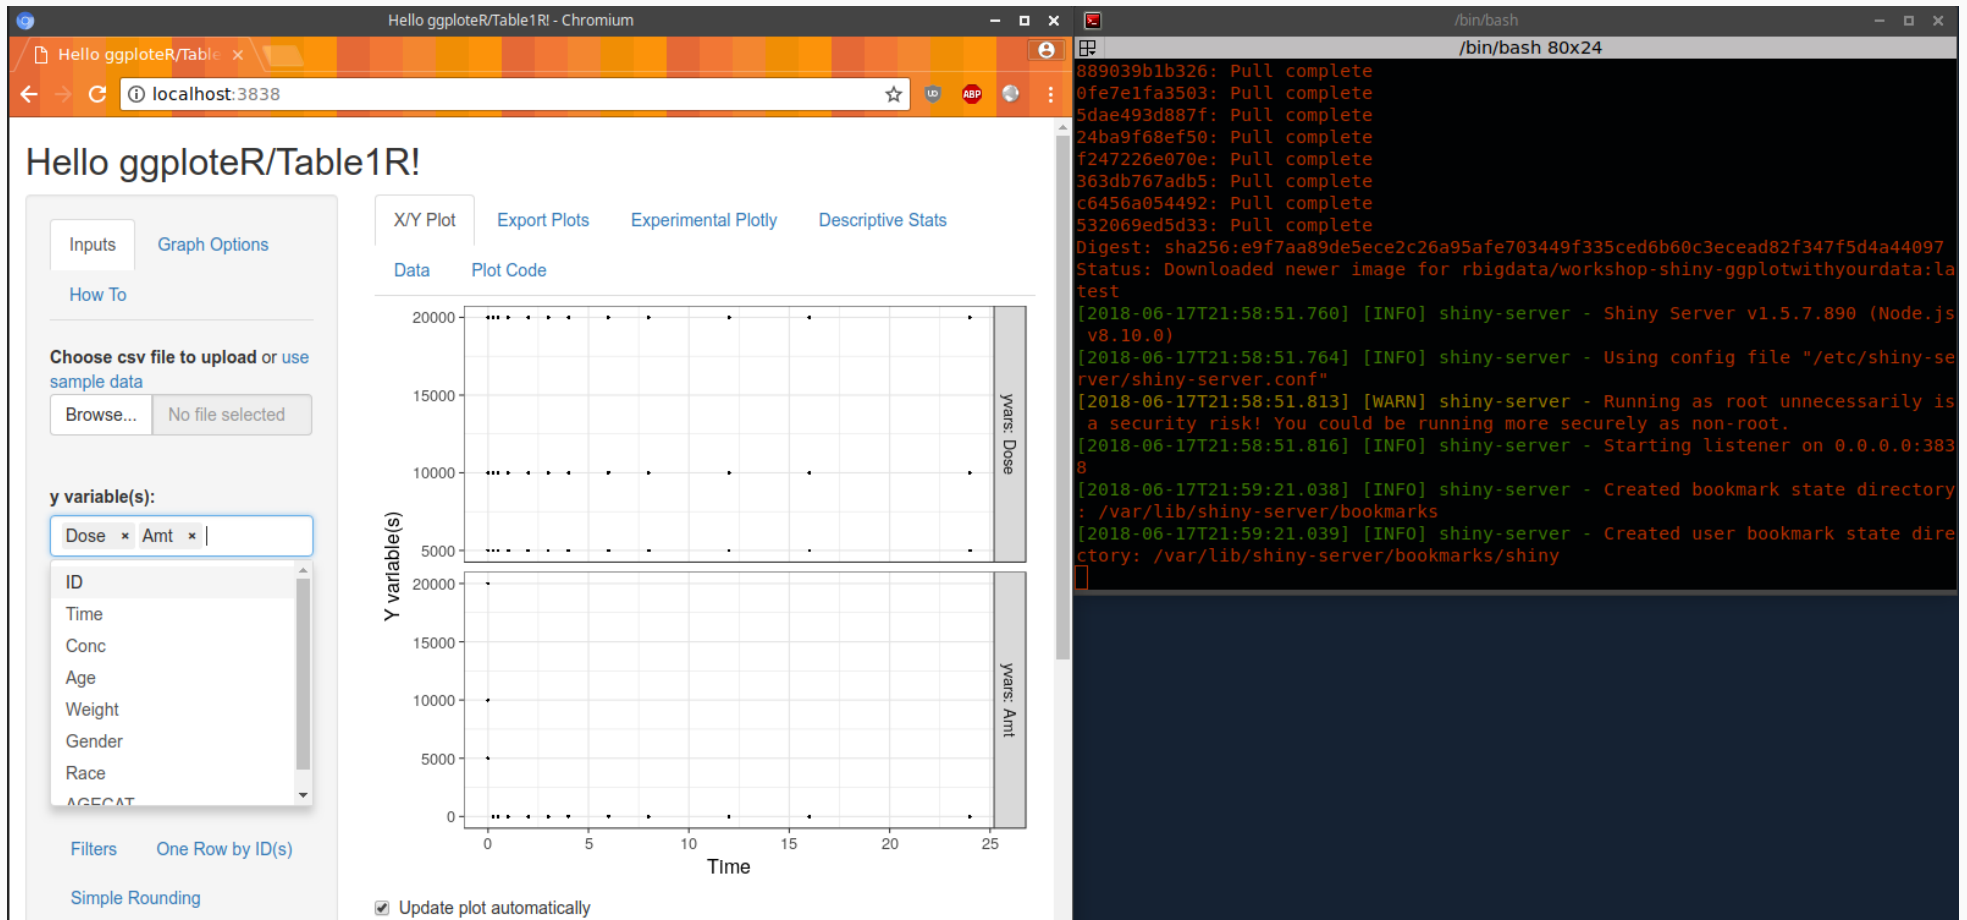 Hello ggploteR/Table1R! - Chromium
Hello ggploteR/Table
localhost:3838
ABP
Hello ggploteR/Table1R!
Inputs
Graph Options
How To
Choose csv file to upload or use
sample data
Browse...
No file selected
y variable(s):
Dose × Amt ×
ID
Time
Conc
Age
Weight
Gender
Race
AGECAT
Filters
One Row by ID(s)
Simple Rounding
X/Y Plot
Export Plots
Experimental Plotly
Descriptive Stats
Data
Plot Code
Y variable(s)
20000
15000
10000
5000
yvars: Dose
20000
15000
10000
5000
0
yvars: Amt
0
5
10
15
20
25
Time
Update plot automatically
/bin/bash
/bin/bash 80x24
889039b1b326: Pull complete
0fe7e1fa3503: Pull complete
5dae493d887f: Pull complete
24ba9f68ef50: Pull complete
f247226e070e: Pull complete
363db767adb5: Pull complete
c6456a054492: Pull complete
532069ed5d33: Pull complete
Digest: sha256:e9f7aa89de5ece2c26a95afe703449f335ced6b60c3ecead82f347f5d4a44097
Status: Downloaded newer image for rbigdata/workshop-shiny-ggplotwithyourdata:la
test
[2018-06-17T21:58:51.760] [INFO] shiny-server - Shiny Server v1.5.7.890 (Node.js
v8.10.0)
[2018-06-17T21:58:51.764] [INFO] shiny-server - Using config file "/etc/shiny-se
rver/shiny-server.conf"
[2018-06-17T21:58:51.813] [WARN] shiny-server - Running as root unnecessarily is
a security risk! You could be running more securely as non-root.
[2018-06-17T21:58:51.816] [INFO] shiny-server - Starting listener on 0.0.0.0:383
8
[2018-06-17T21:59:21.038] [INFO] shiny-server - Created bookmark state directory
: /var/lib/shiny-server/bookmarks
[2018-06-17T21:59:21.039] [INFO] shiny-server - Created user bookmark state dire
ctory: /var/lib/shiny-server/bookmarks/shiny